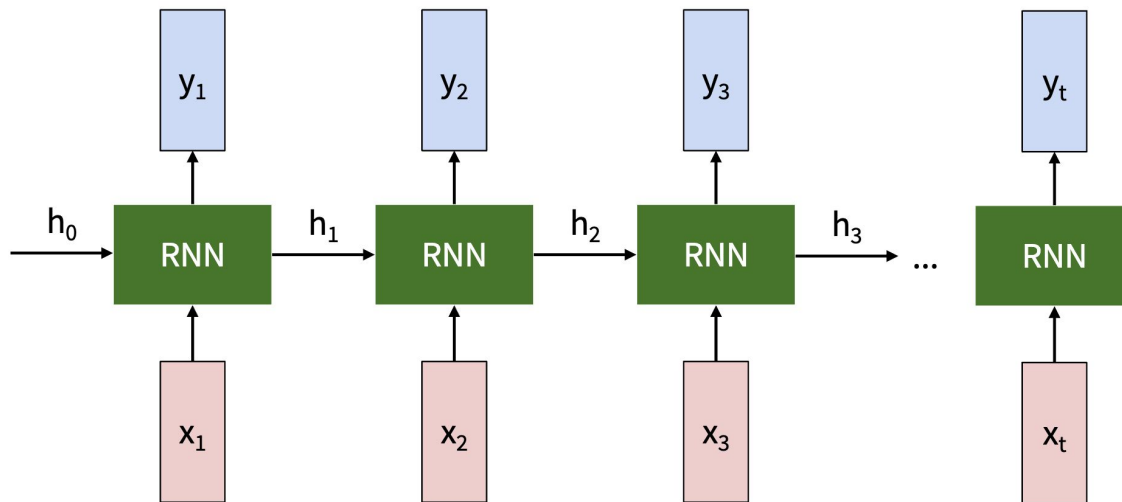 y₁ y₂ y₃ yₜ
h₀ h₁ h₂ h₃
RNN RNN RNN ... RNN
x₁ x₂ x₃ xₜ